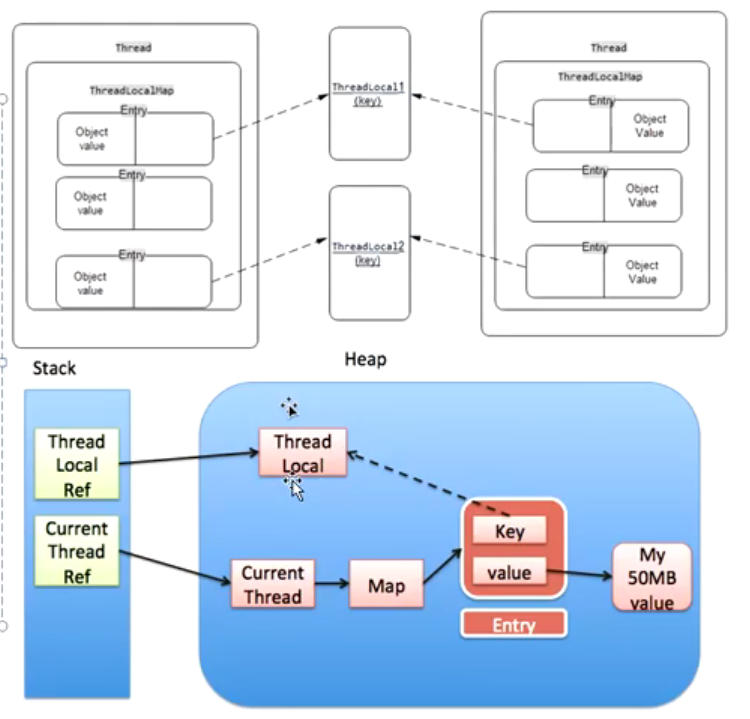 Thread
ThreadLocalMap
Entry
Object
value
Entry
Object
value
Entry
Object
value
ThreadLocal1
(key)
ThreadLocal2
(key)
Thread
ThreadLocalMap
Entry
Object
Value
Entry
Object
Value
Entry
Object
Value
Stack
Heap
Thread
Local
Ref
Current
Thread
Ref
Thread
Local
Current
Thread
Map
Key
value
Entry
My
50MB
value